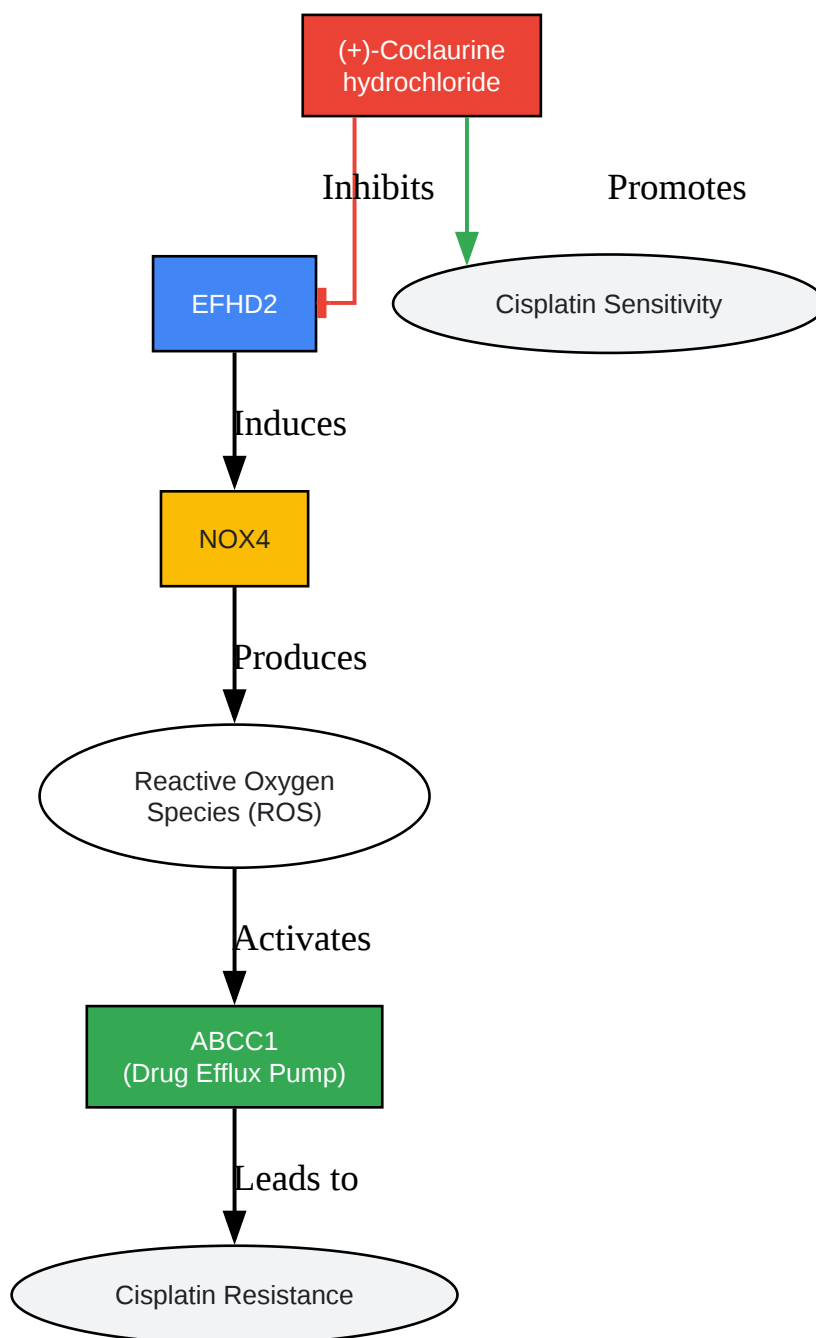 (+)-Coclaurine
hydrochloride
Inhibits
Promotes
EFHD2
Cisplatin Sensitivity
Induces
NOX4
Produces
Reactive Oxygen
Species (ROS)
Activates
ABCC1
(Drug Efflux Pump)
Leads to
Cisplatin Resistance